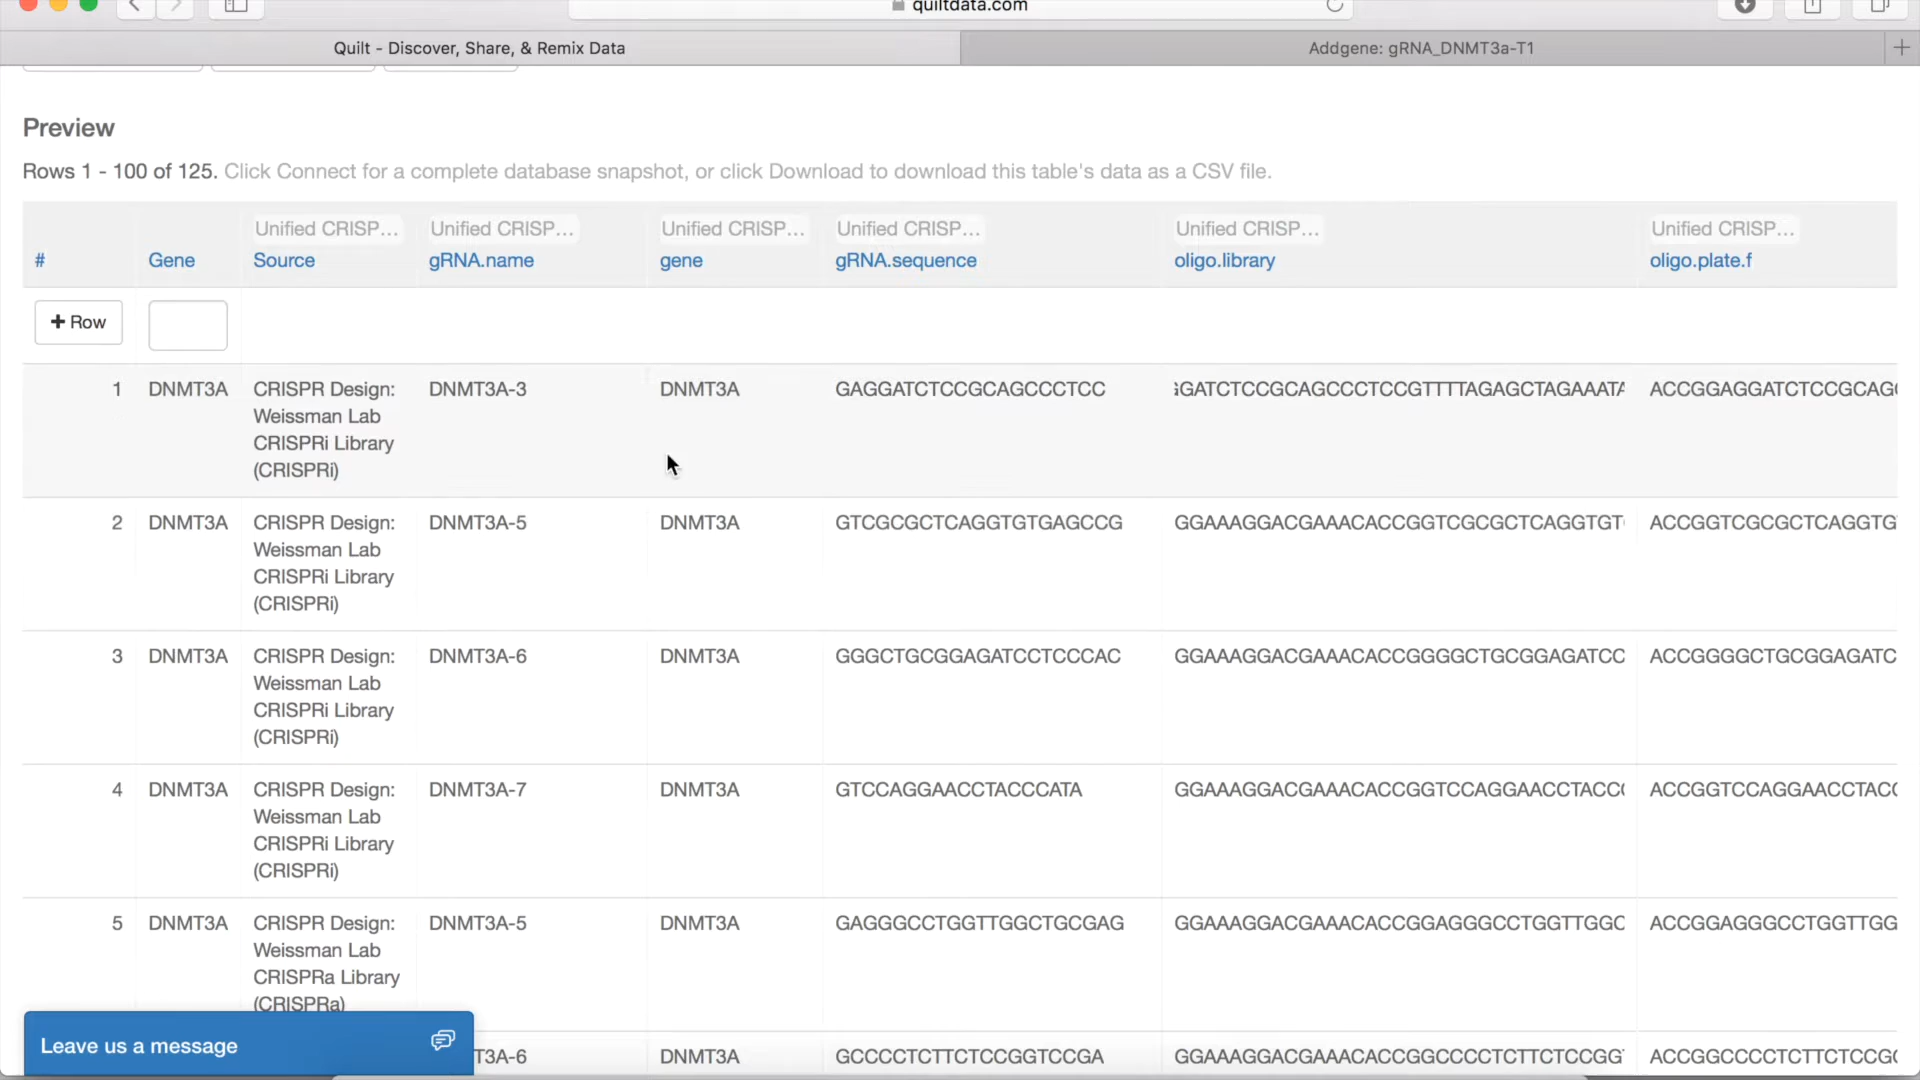 quiltdata.com
Quilt - Discover, Share, & Remix Data
Addgene: gRNA_DNMT3a-T1
Preview
Rows 1 - 100 of 125. Click Connect for a complete database snapshot, or click Download to download this table's data as a CSV file.
Unified CRISP... Unified CRISP... Unified CRISP... Unified CRISP... Unified CRISP... Unified CRISP...
# Gene Source gRNA.name gene gRNA.sequence oligo.library oligo.plate.f
+ Row
1 DNMT3A CRISPR Design: DNMT3A-3 DNMT3A GAGGATCTCCGCAGCCCTCC GGATCTCCGCAGCCCTCCGTTTTAGAGCTAGAAATA ACCGGAGGATCTCCGCAG
Weissman Lab
CRISPRi Library
(CRISPRi)
2 DNMT3A CRISPR Design: DNMT3A-5 DNMT3A GTCGCGCTCAGGTGTGAGCCG GGAAAGGACGAAACACCGGTCGCGCTCAGGTGT ACCGGTCGCGCTCAGGTG
Weissman Lab
CRISPRi Library
(CRISPRi)
3 DNMT3A CRISPR Design: DNMT3A-6 DNMT3A GGGCTGCGGAGATCCTCCCAC GGAAAGGACGAAACACCGGGGCTGCGGAGATCC ACCGGGGCTGCGGAGATC
Weissman Lab
CRISPRi Library
(CRISPRi)
4 DNMT3A CRISPR Design: DNMT3A-7 DNMT3A GTCCAGGAACCTACCCATA GGAAAGGACGAAACACCGGTCCAGGAACCTACC ACCGGTCCAGGAACCTAC
Weissman Lab
CRISPRi Library
(CRISPRi)
5 DNMT3A CRISPR Design: DNMT3A-5 DNMT3A GAGGGCCTGGTTGGCTGCGAG GGAAAGGACGAAACACCGGAGGGCCTGGTTGGC ACCGGAGGGCCTGGTTGG
Weissman Lab
CRISPRa Library
(CRISPRa)
Leave us a message
T3A-6 DNMT3A GCCCCTCTTCTCCGGTCCGA GGAAAGGACGAAACACCGGCCCCTCTTCTCCGG ACCGGCCCCTCTTCTCCG